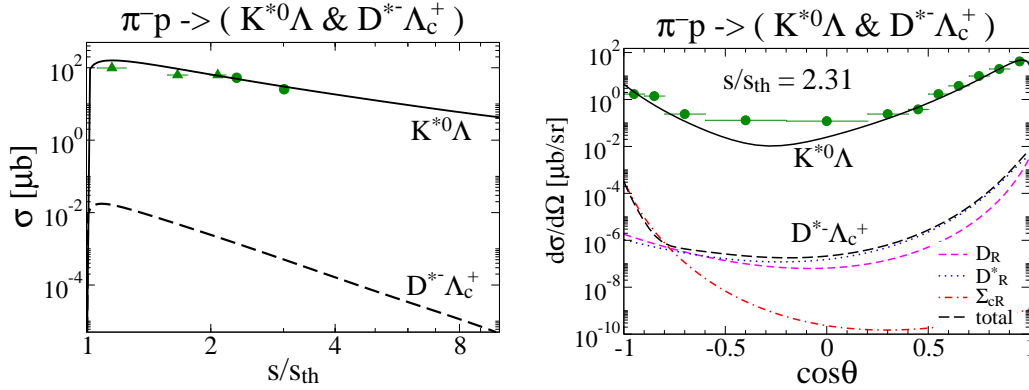 π⁻p -> ( K*⁰Λ & D*⁻Λc⁺ )
10²
10⁰
10⁻²
10⁻⁴
σ [μb]
K*⁰Λ
D*⁻Λc⁺
1 2 4 8
s/sth
π⁻p -> ( K*⁰Λ & D*⁻Λc⁺ )
10²
10⁰
10⁻²
10⁻⁴
10⁻⁶
10⁻⁸
10⁻¹⁰
dσ/dΩ [μb/sr]
s/sth = 2.31
K*⁰Λ
D*⁻Λc⁺
DR
D*R
ΣcR
total
-1 -0.5 0 0.5 1
cosθ